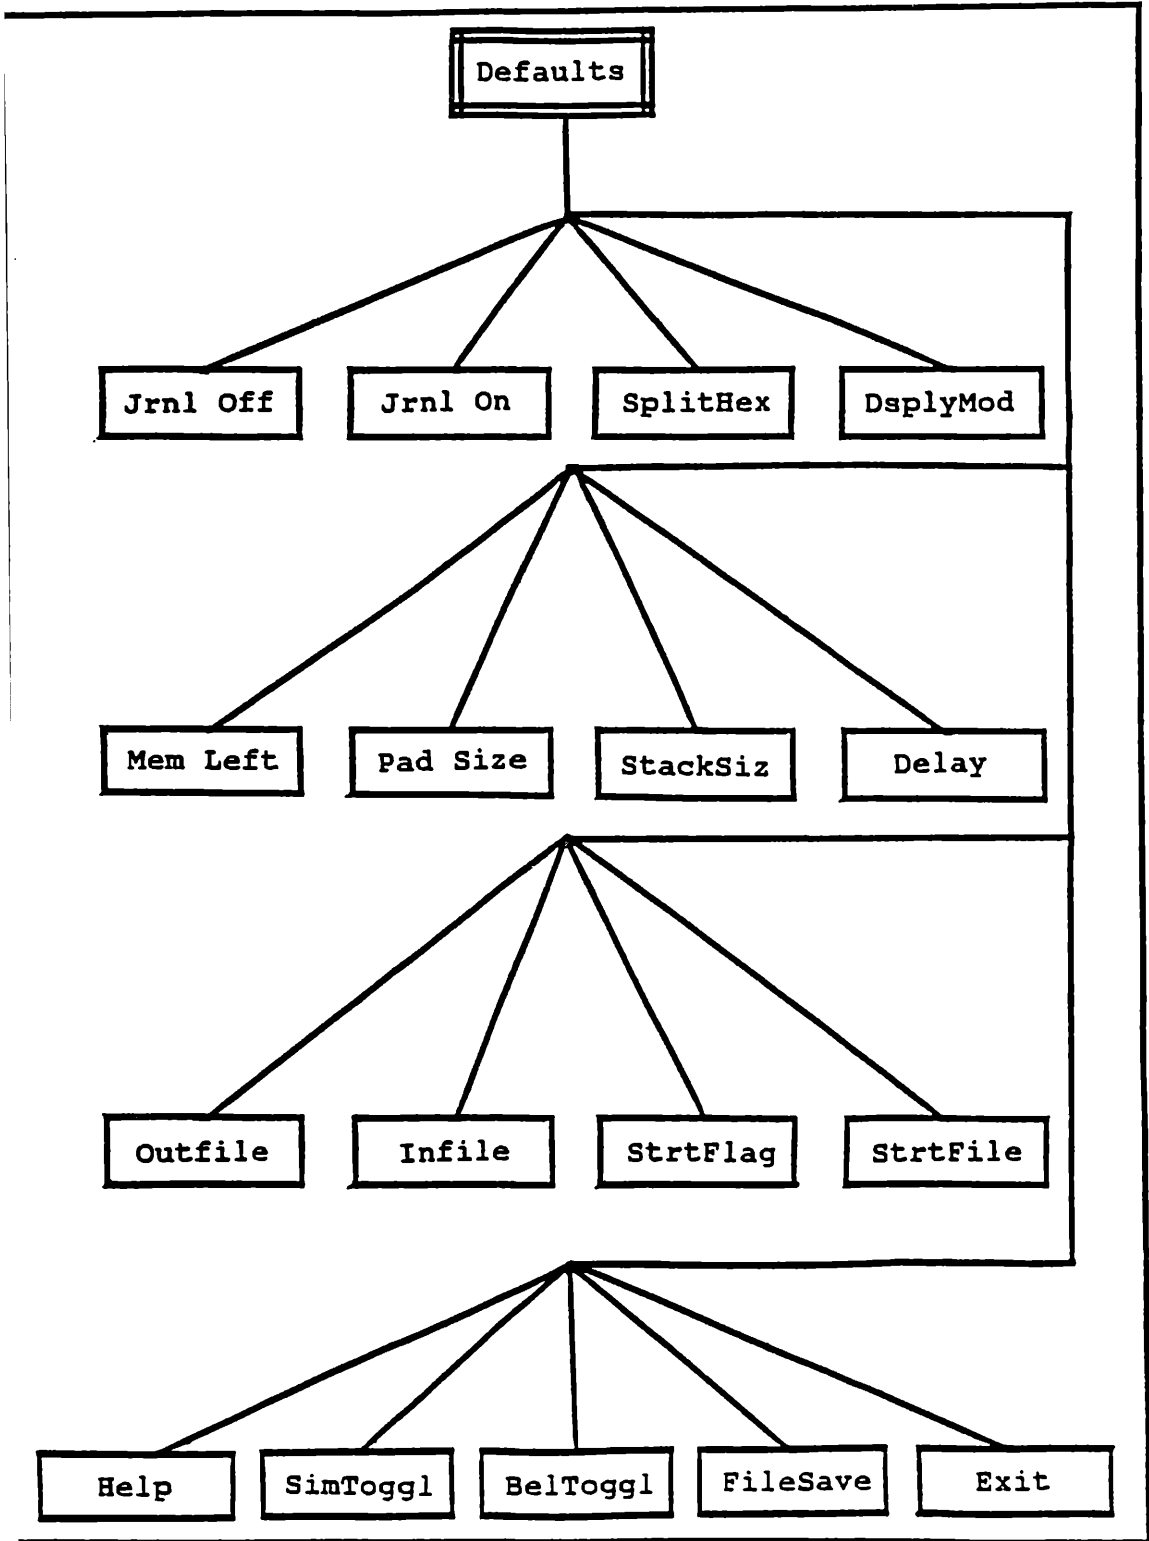 Defaults
Jrnl Off
Jrnl On
SplitHex
DsplyMod
Mem Left
Pad Size
StackSiz
Delay
Outfile
Infile
StrtFlag
StrtFile
Help
SimToggl
BelToggl
FileSave
Exit